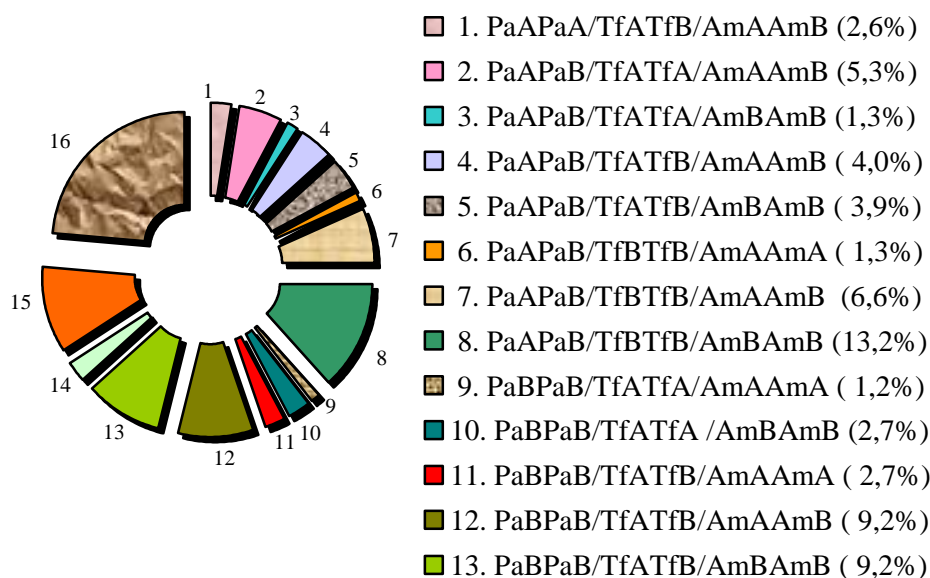 1. PaAPaA/TfATfB/AmAAmB (2,6%)
2. PaAPaB/TfATfA/AmAAmB (5,3%)
3. PaAPaB/TfATfA/AmBAmB (1,3%)
4. PaAPaB/TfATfB/AmAAmB ( 4,0%)
5. PaAPaB/TfATfB/AmBAmB ( 3,9%)
6. PaAPaB/TfBTfB/AmAAmA ( 1,3%)
7. PaAPaB/TfBTfB/AmAAmB (6,6%)
8. PaAPaB/TfBTfB/AmBAmB (13,2%)
9. PaBPaB/TfATfA/AmAAmA ( 1,2%)
10. PaBPaB/TfATfA /AmBAmB (2,7%)
11. PaBPaB/TfATfB/AmAAmA ( 2,7%)
12. PaBPaB/TfATfB/AmAAmB ( 9,2%)
13. PaBPaB/TfATfB/AmBAmB ( 9,2%)
1
2
3
4
5
6
7
8
9
10
11
12
13
14
15
16